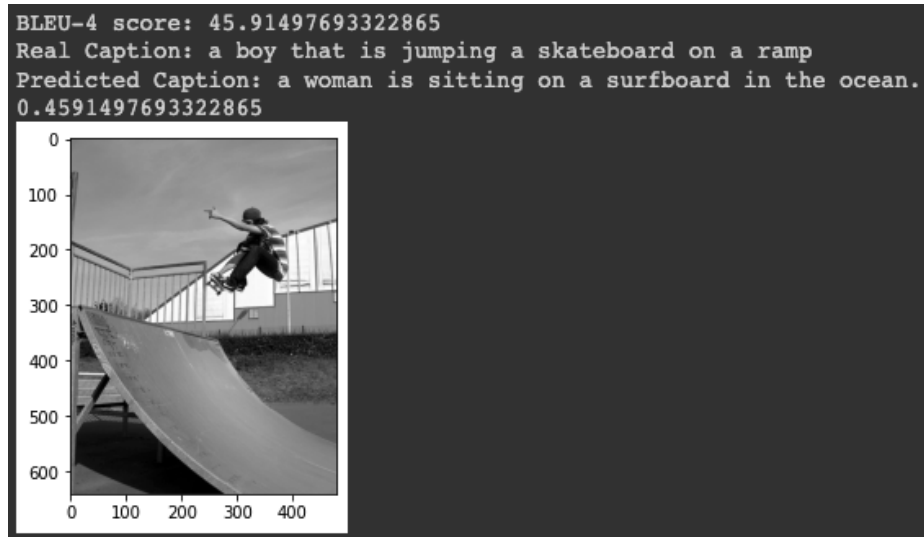 BLEU-4 score: 45.91497693322865
Real Caption: a boy that is jumping a skateboard on a ramp
Predicted Caption: a woman is sitting on a surfboard in the ocean.
0.4591497693322865
0
100
200
300
400
500
600
0 100 200 300 400